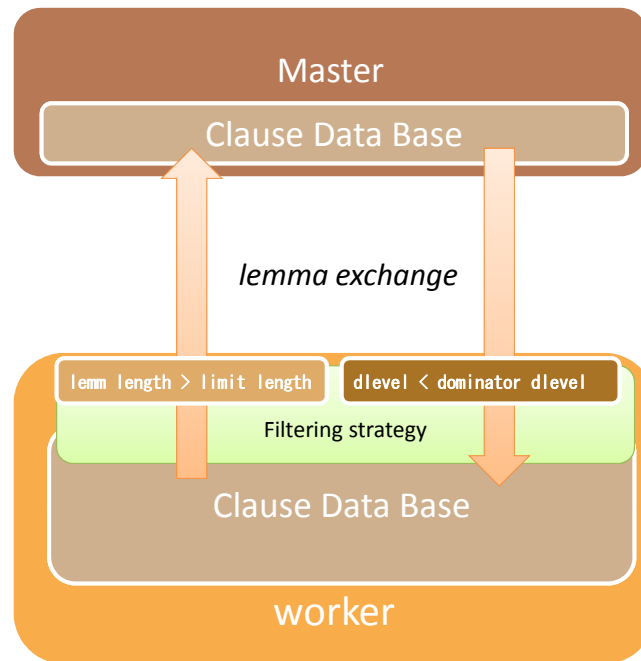 Master
Clause Data Base
lemma exchange
lemm length > limit length
dlevel < dominator dlevel
Filtering strategy
Clause Data Base
worker